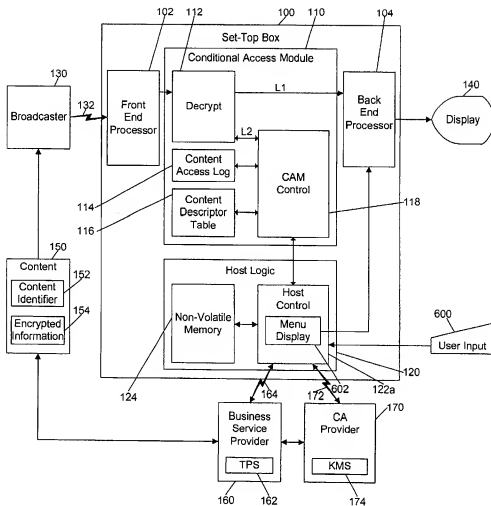 100
102
112
110
104
Set-Top Box
Conditional Access Module
130
Broadcaster
132
Front
End
Processor
Decrypt
L1
L2
Back
End
Processor
140
Display
Content
Access Log
CAM
Control
114
Content
Descriptor
Table
116
118
150
Content
152
Content
Identifier
154
Encrypted
Information
Host Logic
Non-Volatile
Memory
Host
Control
Menu
Display
600
User Input
124
164
172
602
120
122a
Business
Service
Provider
TPS
CA
Provider
KMS
170
160
162
174